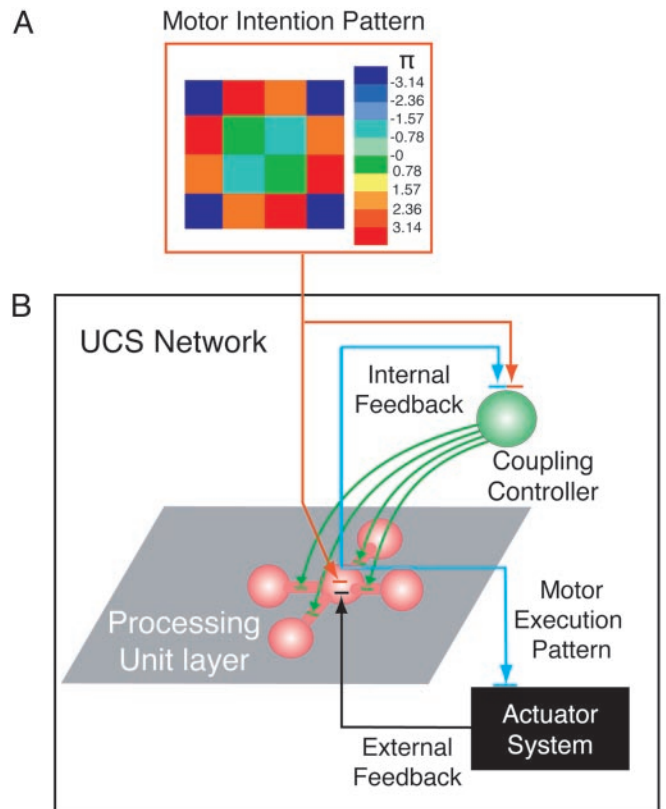 A
Motor Intention Pattern
π
-3.14
-2.36
-1.57
-0.78
-0
0.78
1.57
2.36
3.14
B
UCS Network
Internal
Feedback
Coupling
Controller
Processing
Unit layer
Motor
Execution
Pattern
Actuator
System
External
Feedback